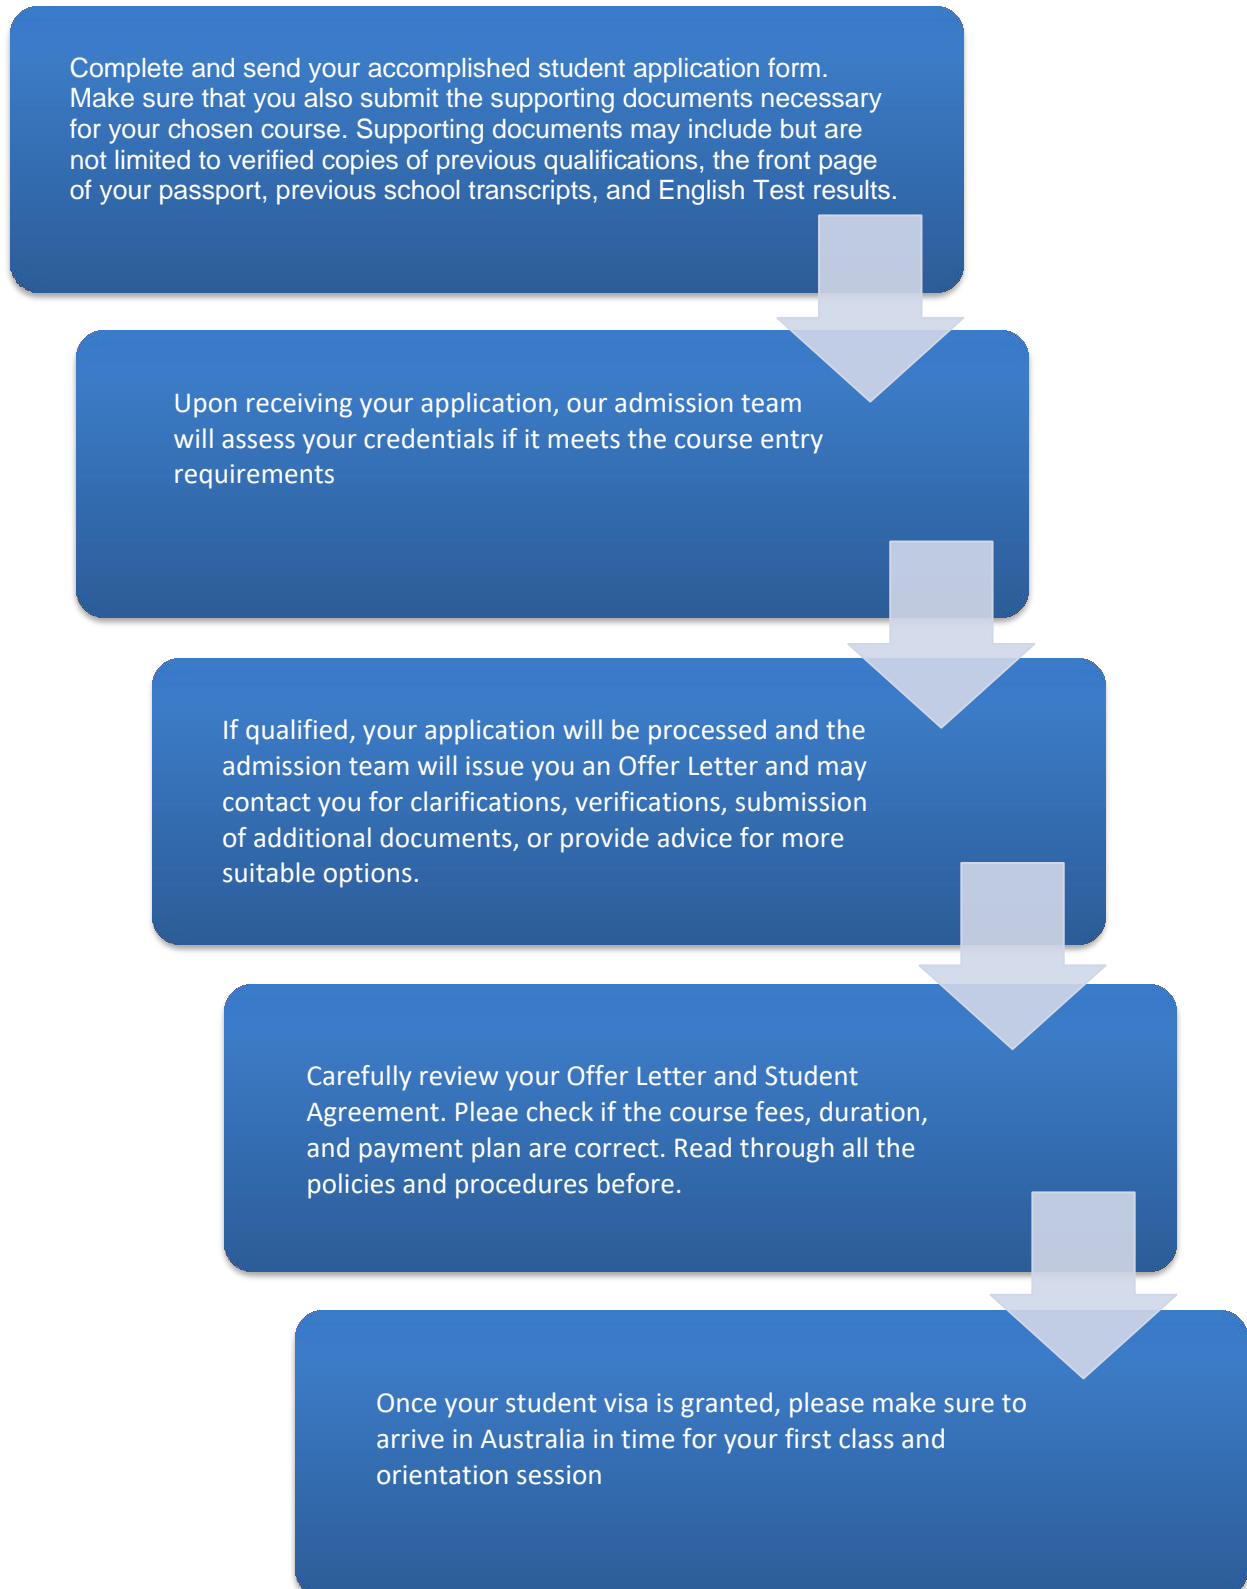 Complete and send your accomplished student application form.
Make sure that you also submit the supporting documents necessary
for your chosen course. Supporting documents may include but are
not limited to verified copies of previous qualifications, the front page
of your passport, previous school transcripts, and English Test results.
Upon receiving your application, our admission team
will assess your credentials if it meets the course entry
requirements
If qualified, your application will be processed and the
admission team will issue you an Offer Letter and may
contact you for clarifications, verifications, submission
of additional documents, or provide advice for more
suitable options.
Carefully review your Offer Letter and Student
Agreement. Pleae check if the course fees, duration,
and payment plan are correct. Read through all the
policies and procedures before.
Once your student visa is granted, please make sure to
arrive in Australia in time for your first class and
orientation session